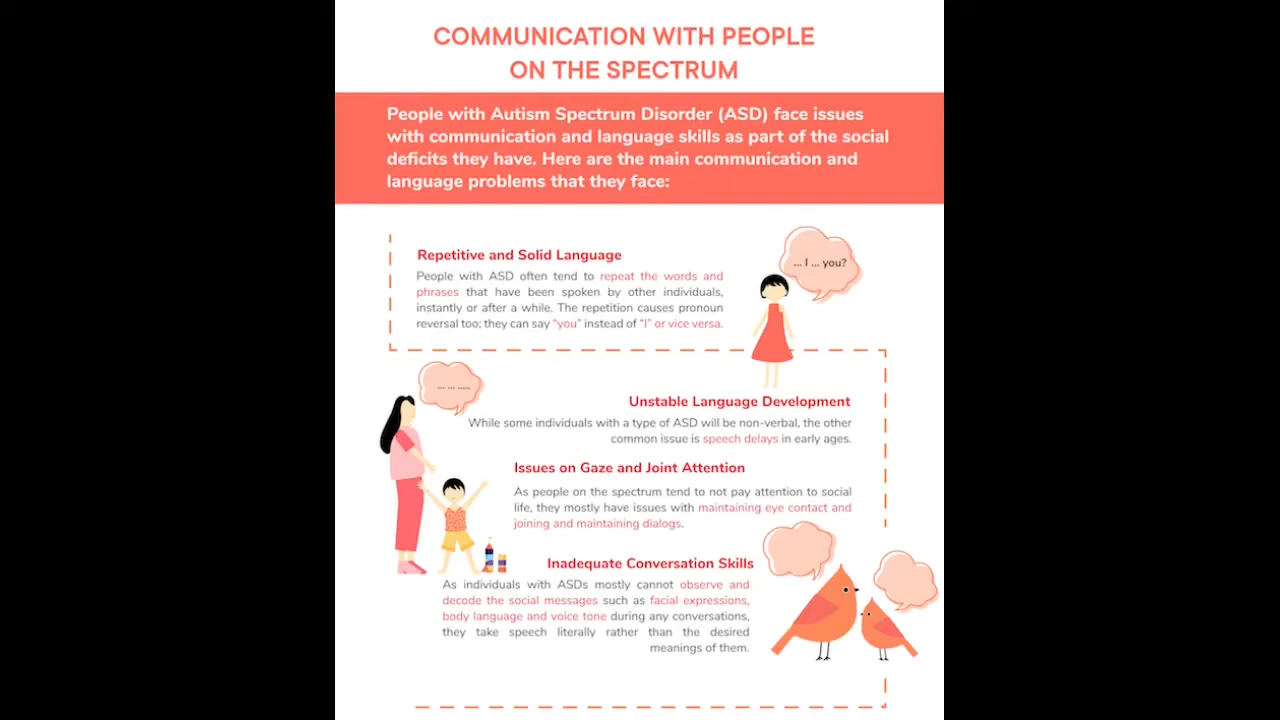 COMMUNICATION WITH PEOPLE
ON THE SPECTRUM
People with Autism Spectrum Disorder (ASD) face issues
with communication and language skills as part of the social
deficits they have. Here are the main communication and
language problems that they face:
Repetitive and Solid Language
People with ASD often tend to repeat the words and
phrases that have been spoken by other individuals,
instantly or after a while. The repetition causes pronoun
reversal too; they can say “you” instead of “I” or vice versa.
... I ... you?
... ... .....
Unstable Language Development
While some individuals with a type of ASD will be non-verbal, the other
common issue is speech delays in early ages.
Issues on Gaze and Joint Attention
As people on the spectrum tend to not pay attention to social
life, they mostly have issues with maintaining eye contact and
joining and maintaining dialogs.
Inadequate Conversation Skills
As individuals with ASDs mostly cannot observe and
decode the social messages such as facial expressions,
body language and voice tone during any conversations,
they take speech literally rather than the desired
meanings of them.